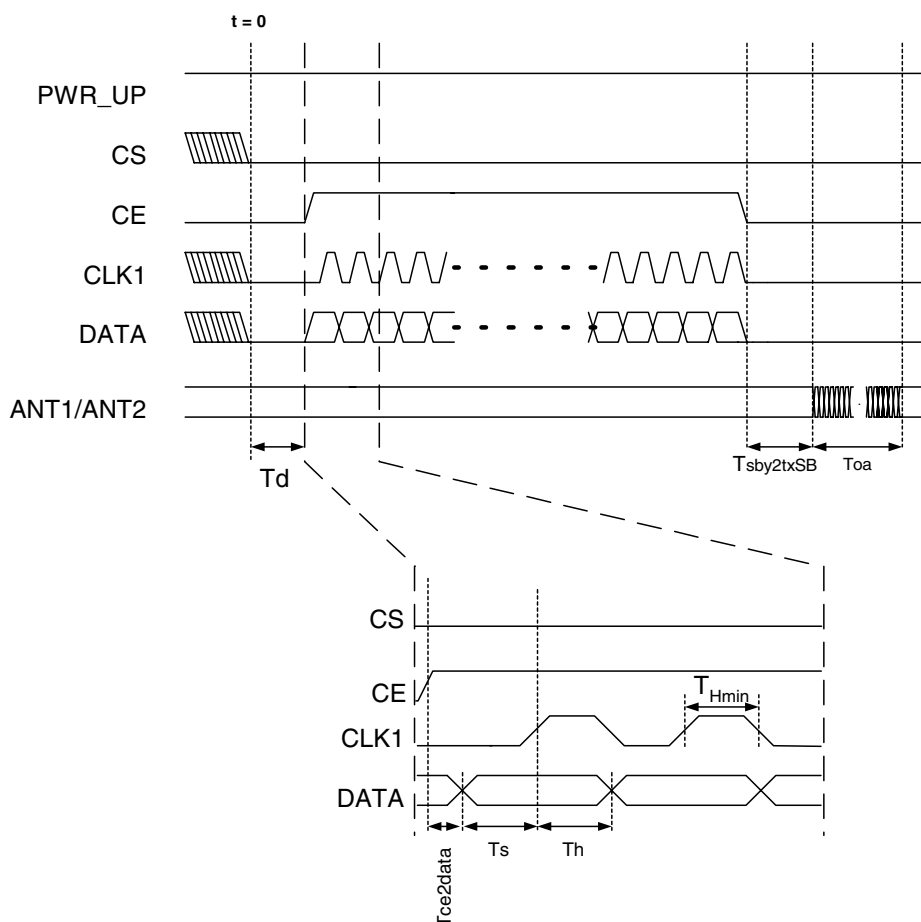 t = 0
PWR_UP
CS
CE
CLK1
DATA
ANT1/ANT2
Td
Tsby2txSB
Toa
CS
CE
THmin
CLK1
DATA
Ts
Th
Tce2data